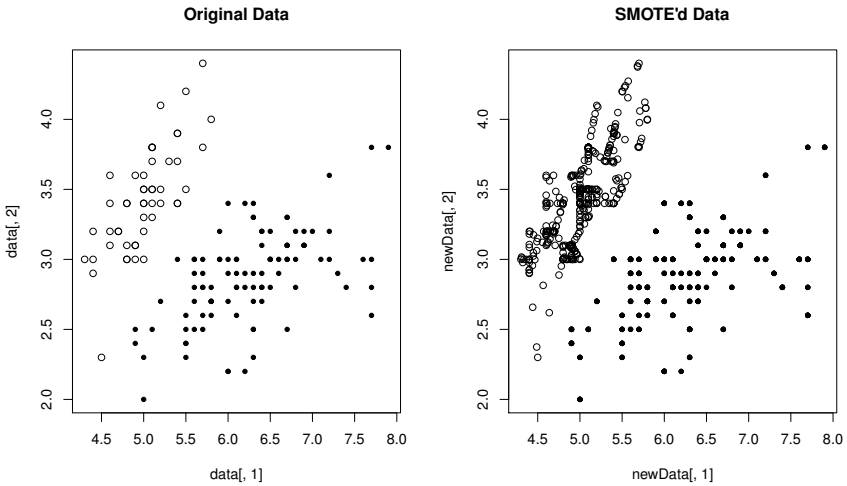 Original Data
data[, 2]
4.0
3.5
3.0
2.5
2.0
4.5 5.0 5.5 6.0 6.5 7.0 7.5 8.0
data[, 1]
SMOTE'd Data
newData[, 2]
4.0
3.5
3.0
2.5
2.0
4.5 5.0 5.5 6.0 6.5 7.0 7.5 8.0
newData[, 1]